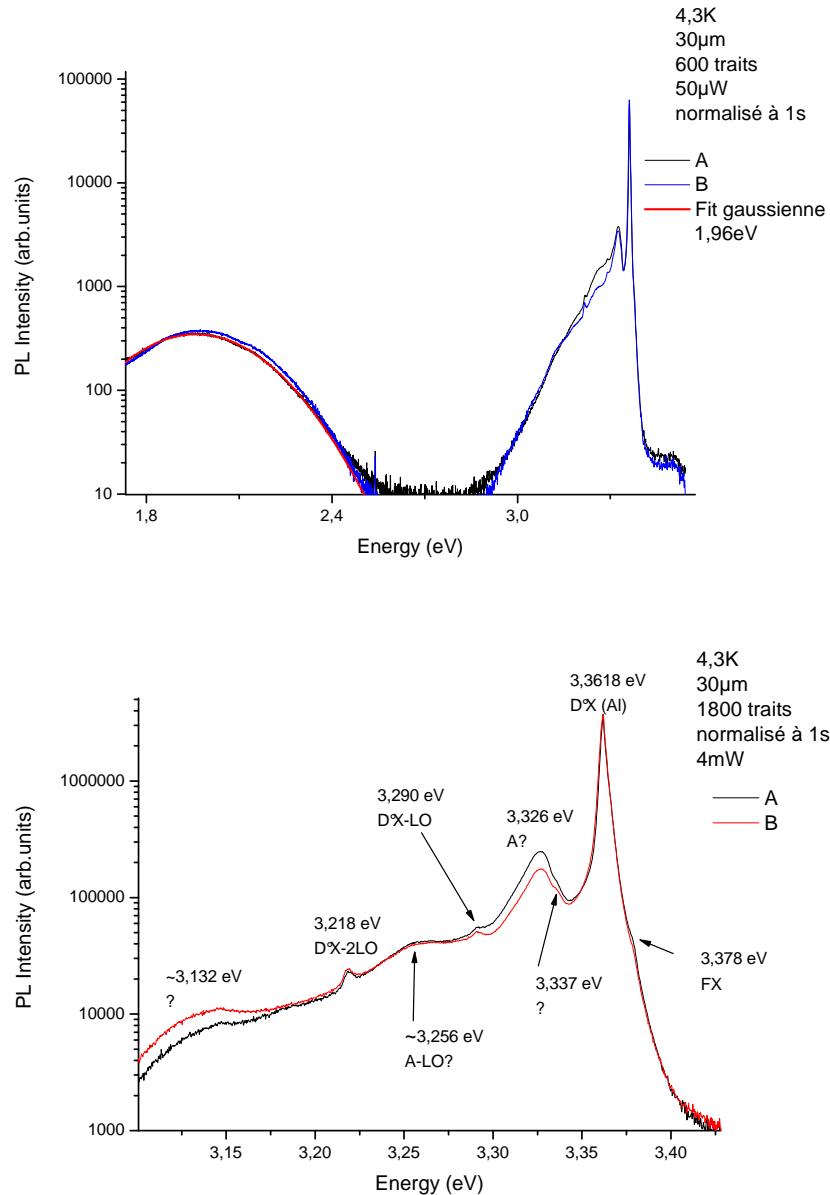 4,3K
30µm
600 traits
50µW
normalisé à 1s
A
B
Fit gaussienne
1,96eV
PL Intensity (arb.units)
100000
10000
1000
100
10
1,8
2,4
3,0
Energy (eV)
4,3K
30µm
1800 traits
normalisé à 1s
4mW
A
B
3,3618 eV
D°X (Al)
3,290 eV
D°X-LO
3,326 eV
A?
3,218 eV
D°X-2LO
~3,132 eV
?
3,378 eV
FX
3,337 eV
?
~3,256 eV
A-LO?
PL Intensity (arb.units)
1000000
100000
10000
1000
3,15
3,20
3,25
3,30
3,35
3,40
Energy (eV)